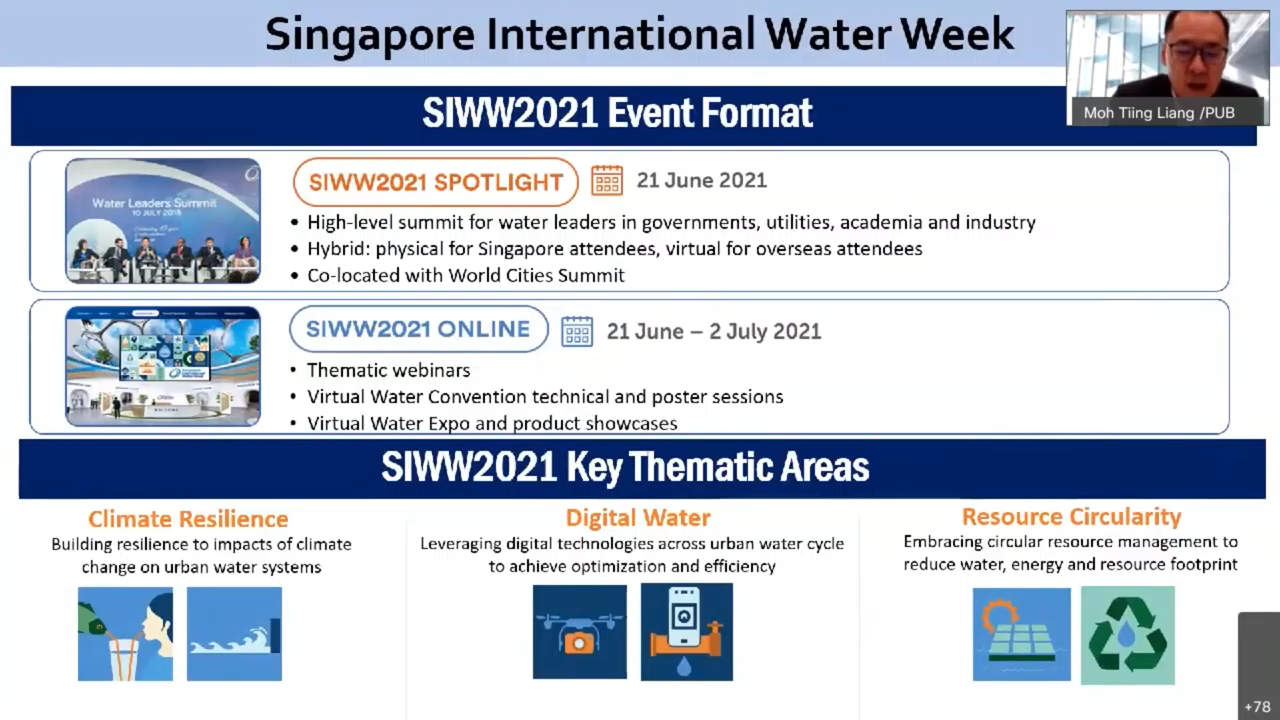 Singapore International Water Week
Moh Tiing Liang /PUB
SIWW2021 Event Format
Water Leaders Summit
10 JULY 2018
SIWW2021 SPOTLIGHT
21 June 2021
• High-level summit for water leaders in governments, utilities, academia and industry
• Hybrid: physical for Singapore attendees, virtual for overseas attendees
• Co-located with World Cities Summit
SIWW2021 ONLINE
21 June – 2 July 2021
• Thematic webinars
• Virtual Water Convention technical and poster sessions
• Virtual Water Expo and product showcases
SIWW2021 Key Thematic Areas
Climate Resilience
Building resilience to impacts of climate
change on urban water systems
Digital Water
Leveraging digital technologies across urban water cycle
to achieve optimization and efficiency
Resource Circularity
Embracing circular resource management to
reduce water, energy and resource footprint
+78